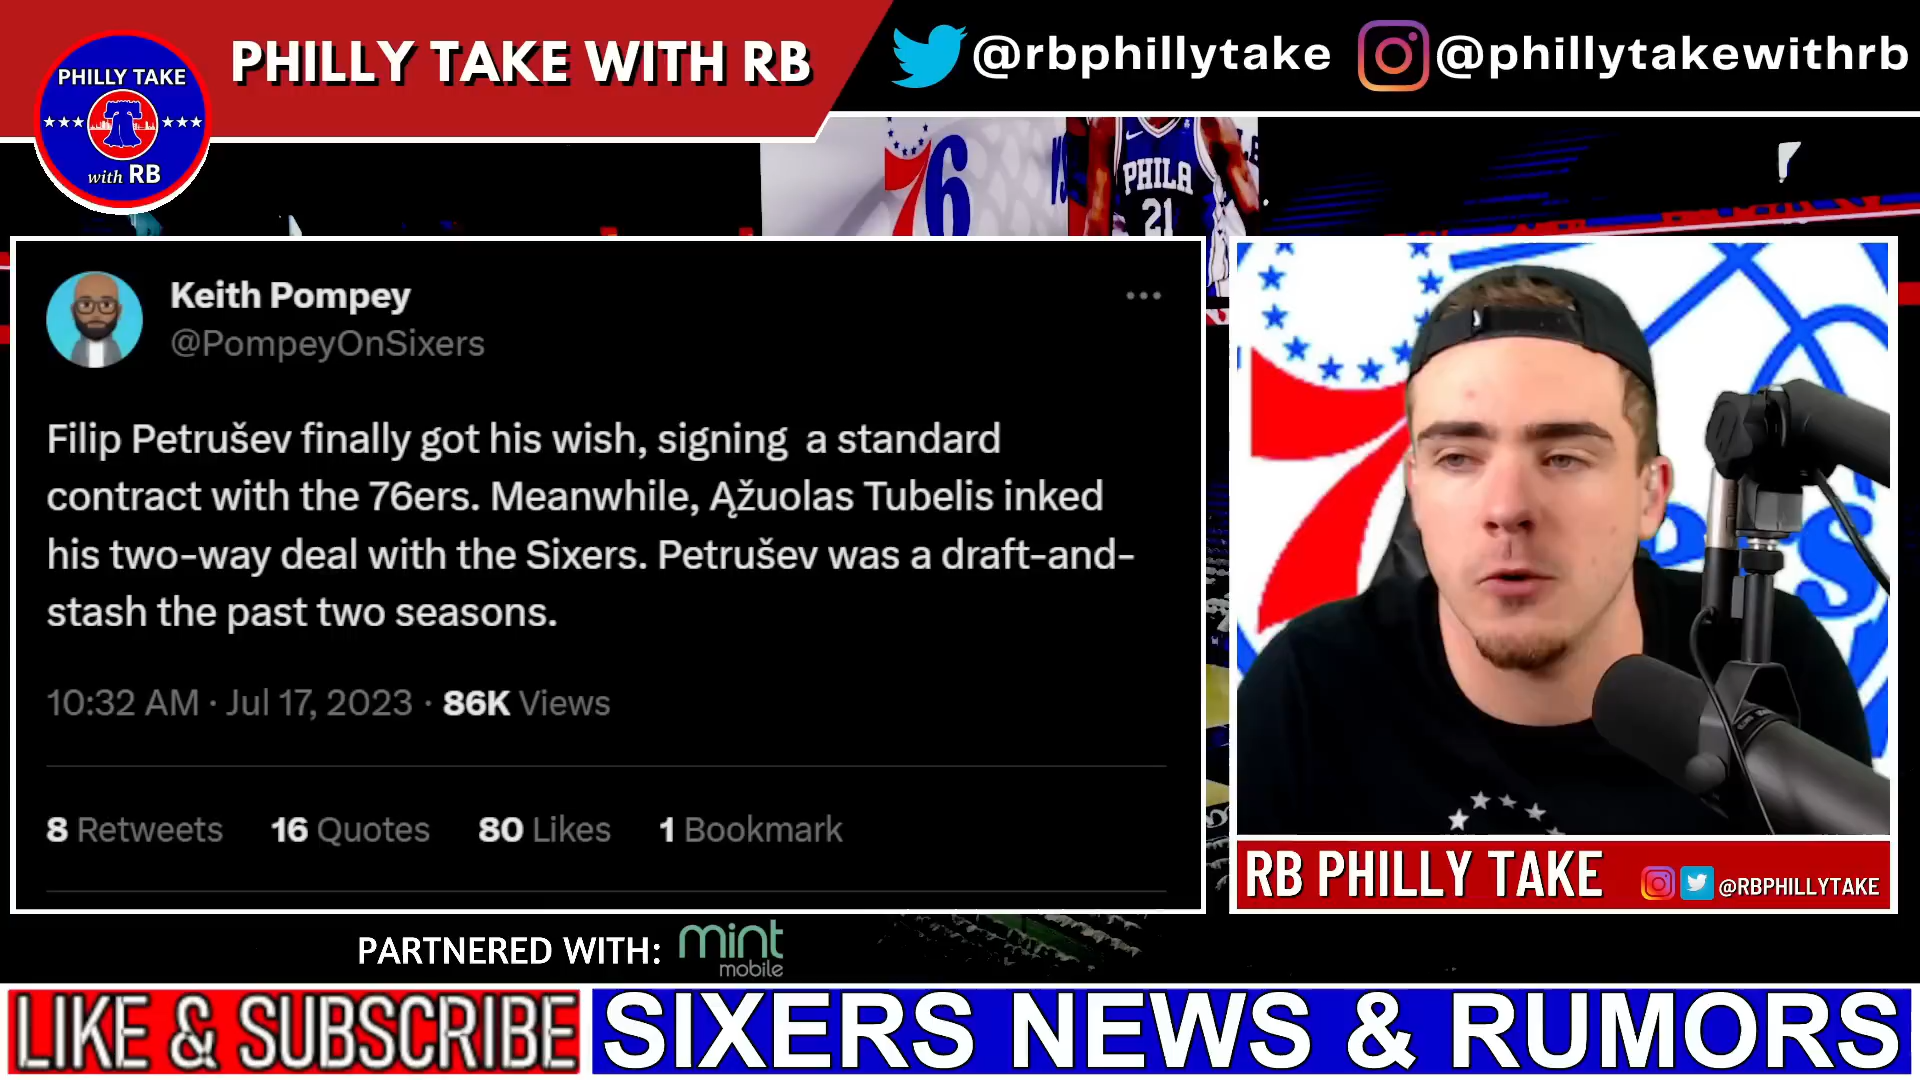 PHILLY TAKE
with RB
PHILLY TAKE WITH RB
@rbphillytake
@phillytakewithrb
76
PHILA
21
Keith Pompey
@PompeyOnSixers
Filip Petrušev finally got his wish, signing a standard
contract with the 76ers. Meanwhile, Ąžuolas Tubelis inked
his two-way deal with the Sixers. Petrušev was a draft-and-
stash the past two seasons.
10:32 AM · Jul 17, 2023 · 86K Views
8 Retweets 16 Quotes 80 Likes 1 Bookmark
RB PHILLY TAKE
@RBPHILLYTAKE
PARTNERED WITH:
mint
mobile
LIKE & SUBSCRIBE
SIXERS NEWS & RUMORS